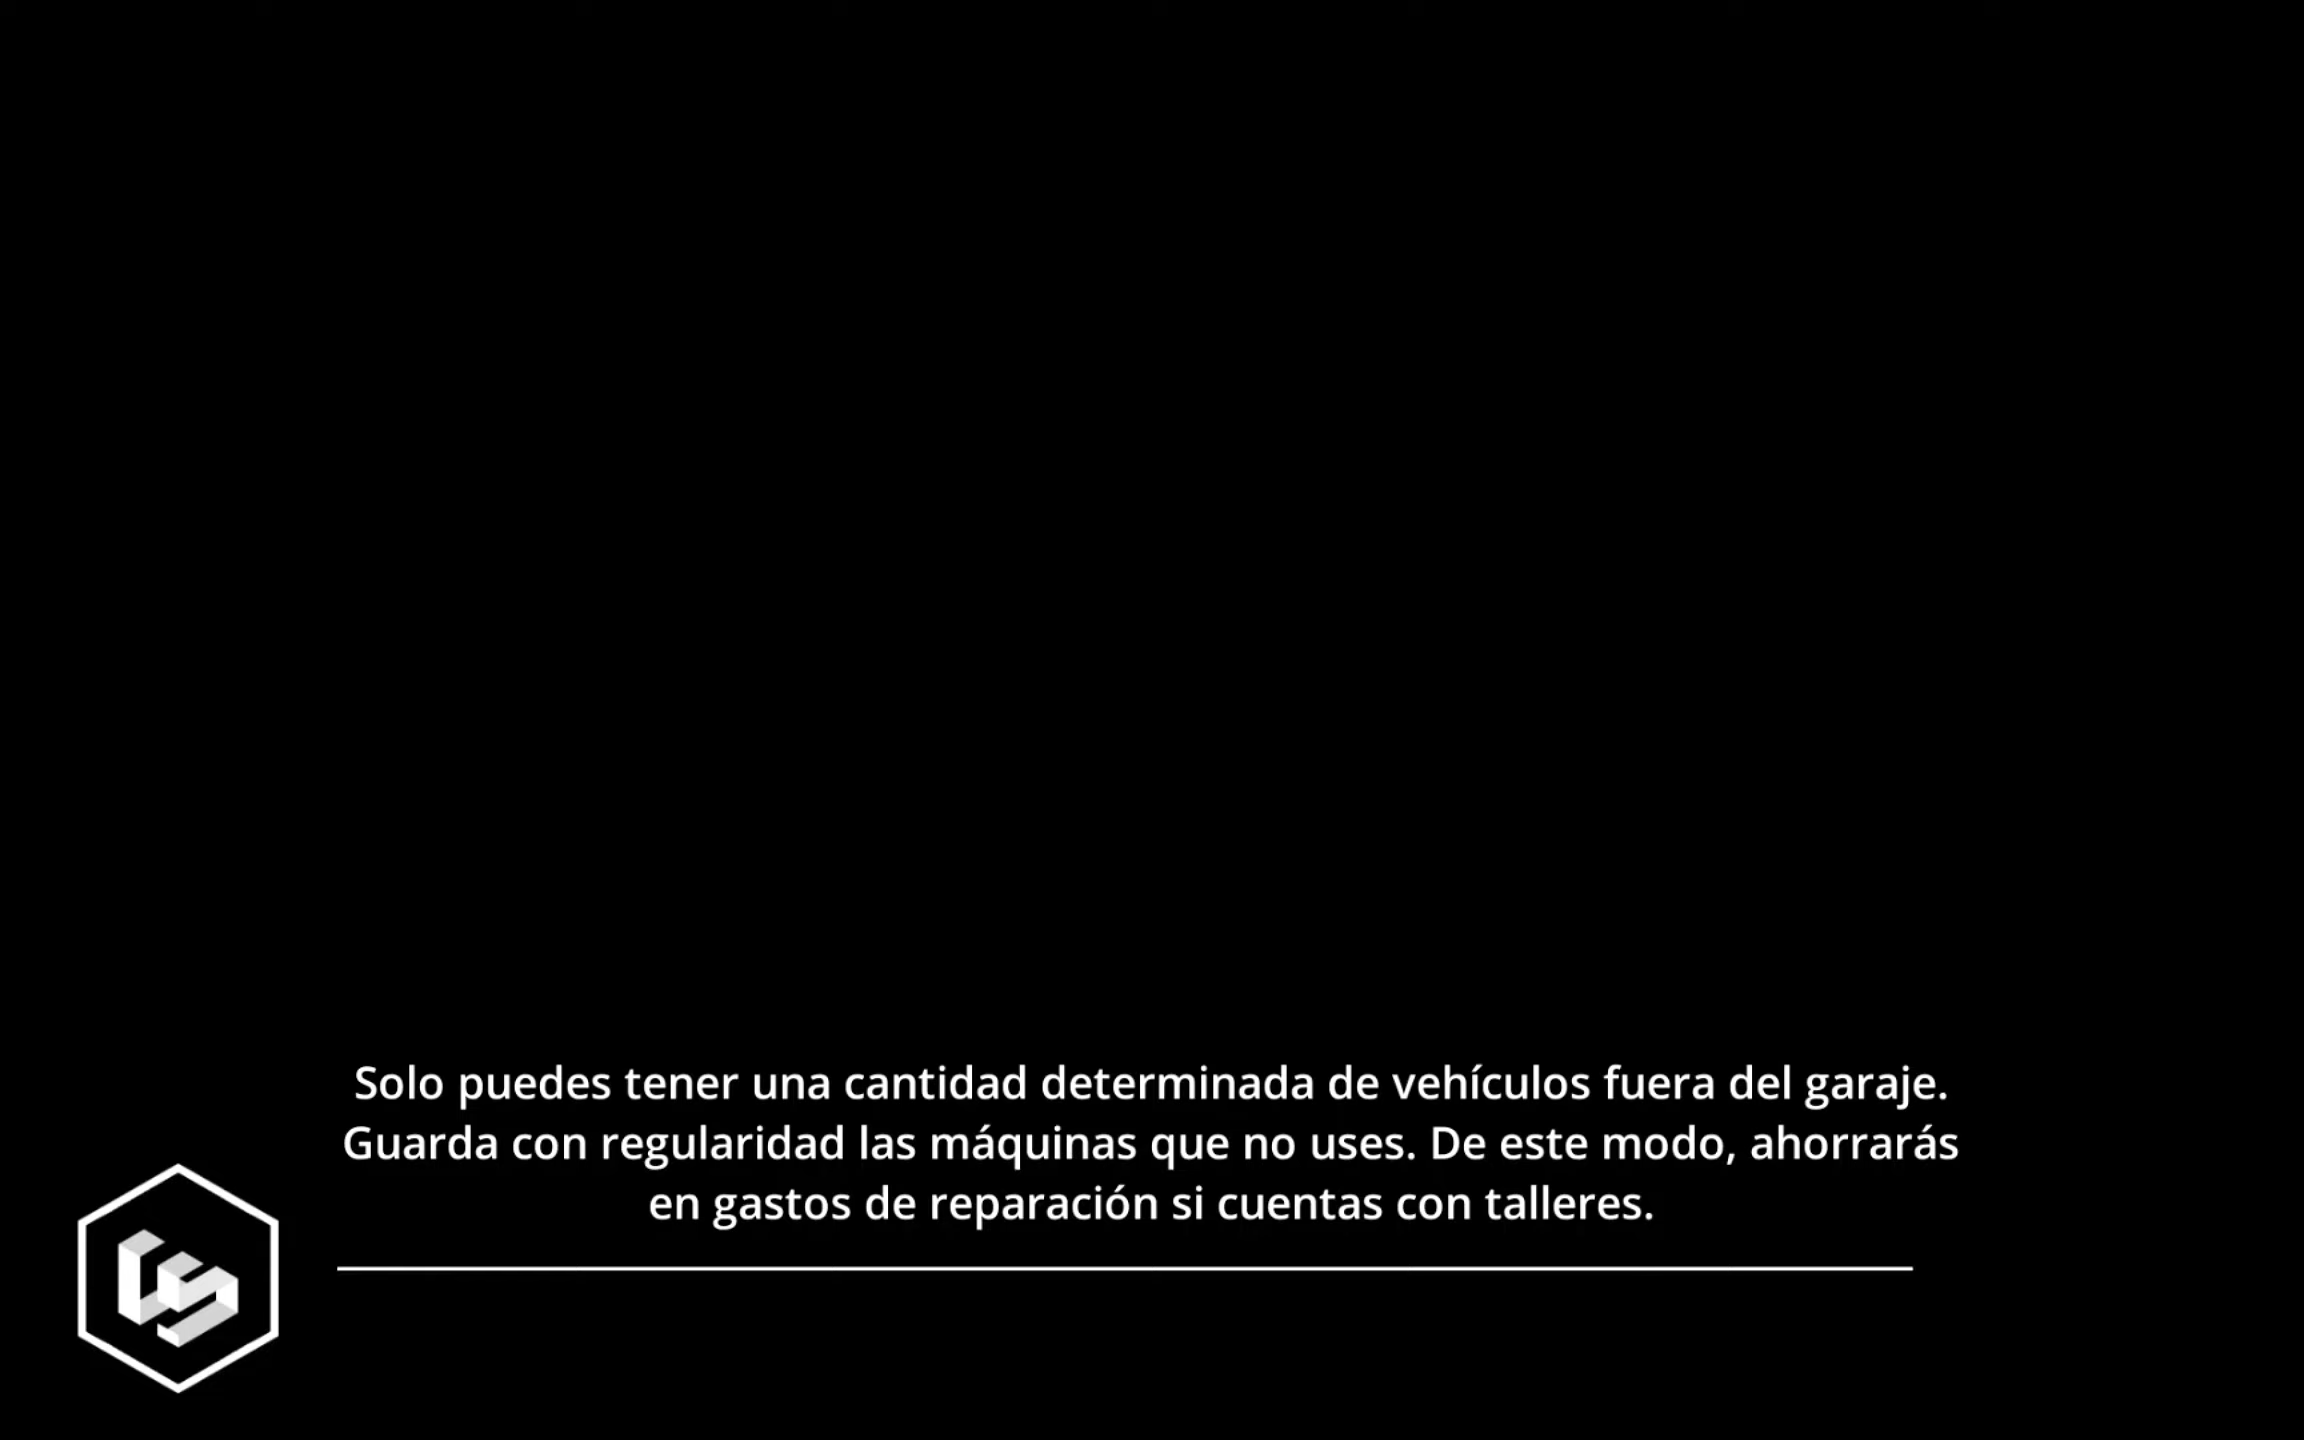 Solo puedes tener una cantidad determinada de vehículos fuera del garaje.
Guarda con regularidad las máquinas que no uses. De este modo, ahorrarás
en gastos de reparación si cuentas con talleres.